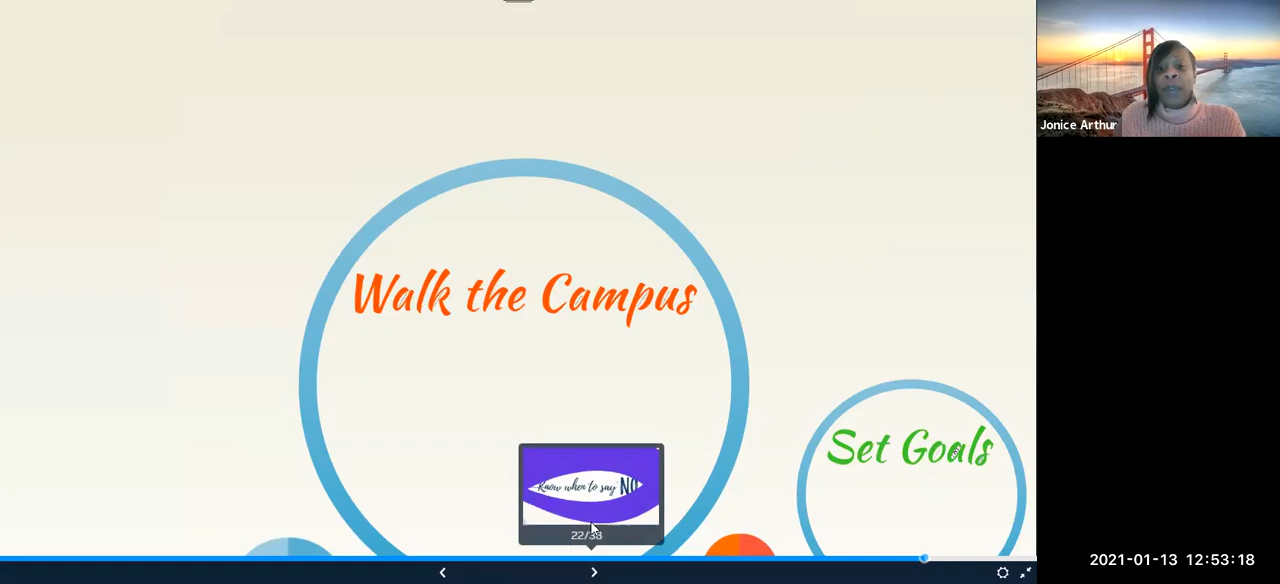 Jonice Arthur
Walk the Campus
Set Goals
Know when to say NO
22/33
2021-01-13 12:53:18